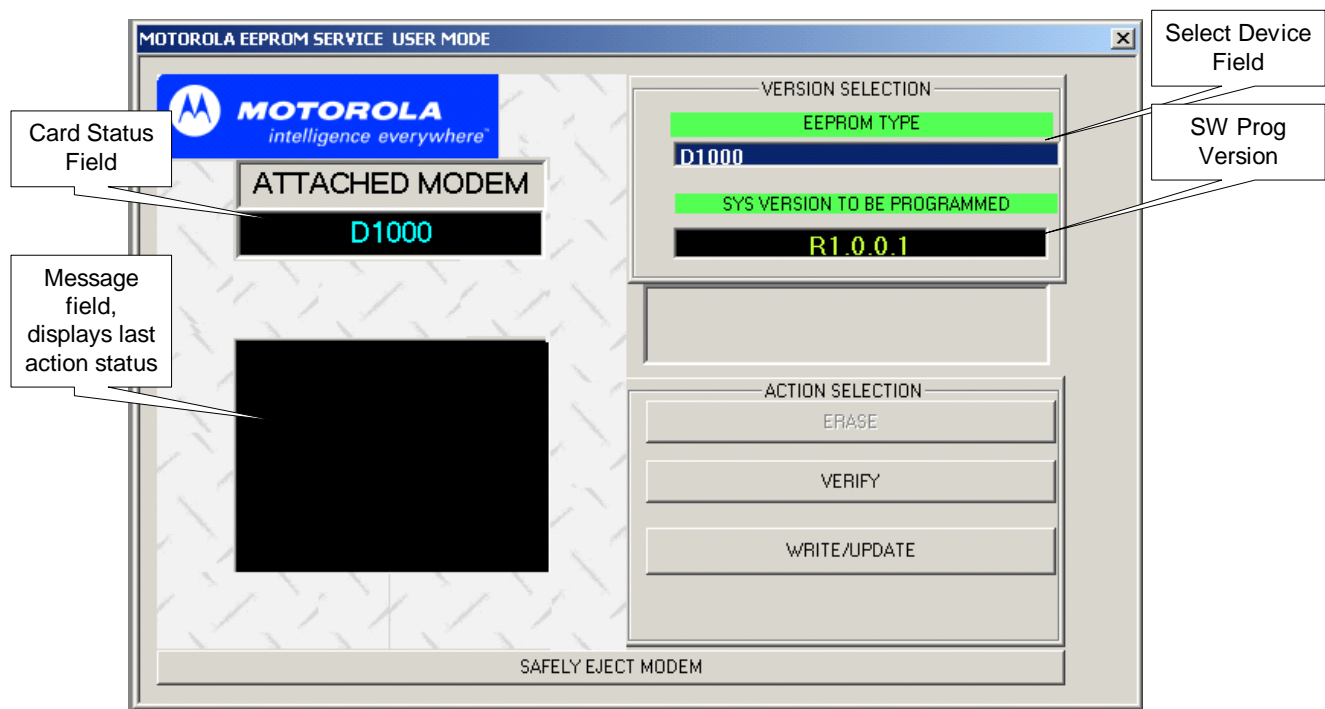 MOTOROLA EEPROM SERVICE USER MODE
Select Device
Field
MOTOROLA
intelligence everywhere™
VERSION SELECTION
EEPROM TYPE
D1000
SW Prog
Version
Card Status
Field
ATTACHED MODEM
D1000
SYS VERSION TO BE PROGRAMMED
R1.0.0.1
Message
field,
displays last
action status
ACTION SELECTION
ERASE
VERIFY
WRITE/UPDATE
SAFELY EJECT MODEM